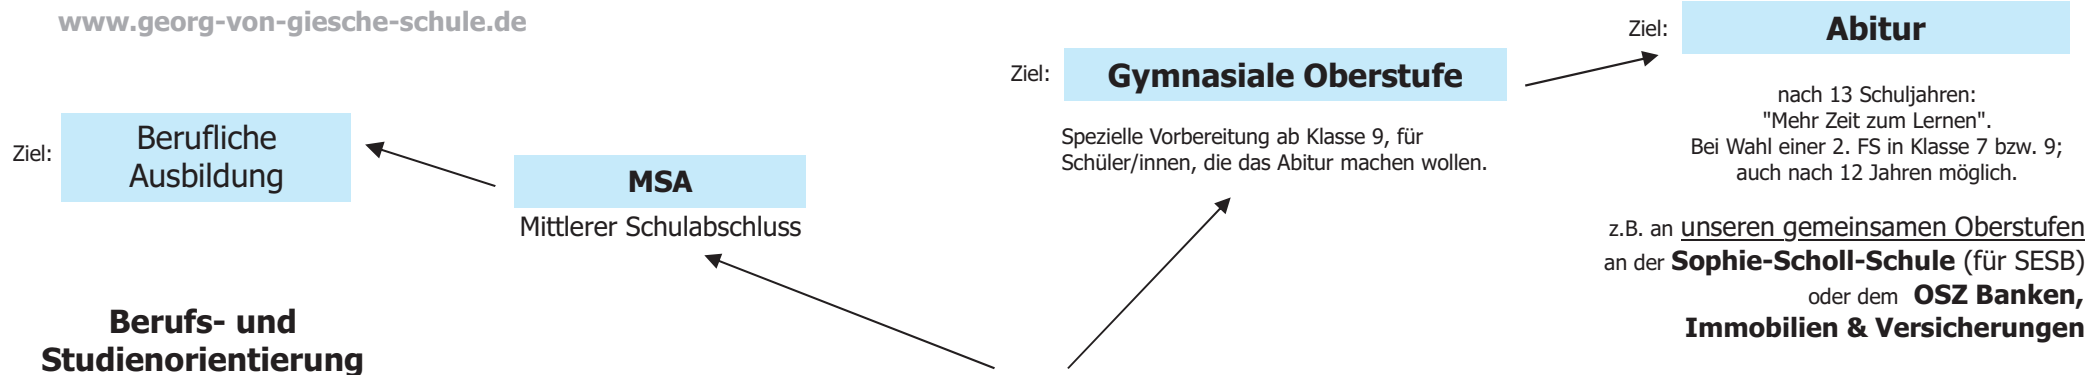 www.georg-von-giesche-schule.de
Ziel:
Berufliche
Ausbildung
MSA
Mittlerer Schulabschluss
Berufs- und
Studienorientierung
Ziel:
Gymnasiale Oberstufe
Spezielle Vorbereitung ab Klasse 9, für
Schüler/innen, die das Abitur machen wollen.
Ziel:
Abitur
nach 13 Schuljahren:
"Mehr Zeit zum Lernen".
Bei Wahl einer 2. FS in Klasse 7 bzw. 9;
auch nach 12 Jahren möglich.
z.B. an unseren gemeinsamen Oberstufen
an der Sophie-Scholl-Schule (für SESB)
oder dem OSZ Banken,
Immobilien & Versicherungen